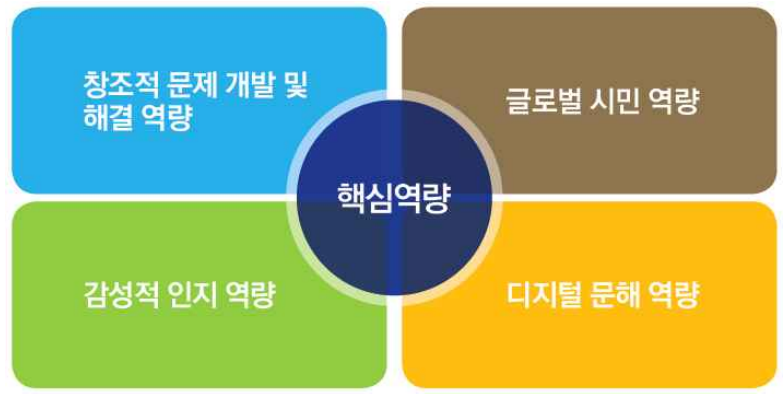 창조적 문제 개발 및
해결 역량
글로벌 시민 역량
핵심역량
감성적 인지 역량
디지털 문해 역량